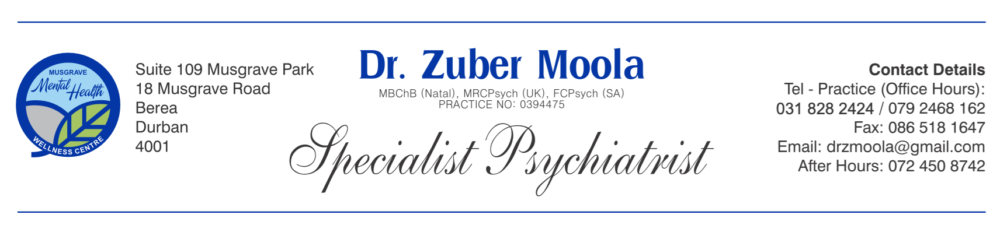 MUSGRAVE
Mental Health
WELLNESS CENTRE
Suite 109 Musgrave Park
18 Musgrave Road
Berea
Durban
4001
Dr. Zuber Moola
MBChB (Natal), MRCPsych (UK), FCPsych (SA)
PRACTICE NO: 0394475
Specialist Psychiatrist
Contact Details
Tel - Practice (Office Hours):
031 828 2424 / 079 2468 162
Fax: 086 518 1647
Email: drzmoola@gmail.com
After Hours: 072 450 8742